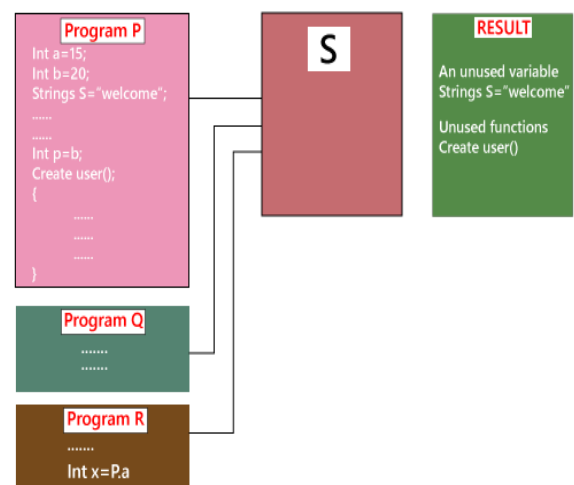 Program P
Int a=15;
Int b=20;
Strings S="welcome";
......
......
Int p=b;
Create user();
{
......
......
......
}
Program Q
.......
.......
Program R
.......
Int x=P.a
S
RESULT
An unused variable
Strings S="welcome"
Unused functions
Create user()